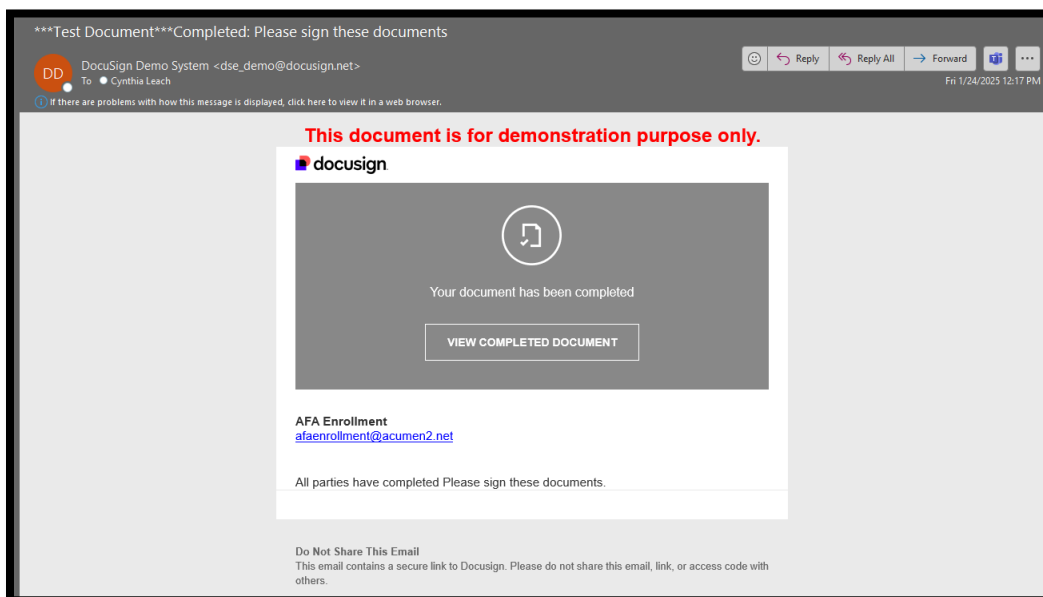 ***Test Document***Completed: Please sign these documents
DD
DocuSign Demo System <dse_demo@docusign.net>
To Cynthia Leach
Reply
Reply All
Forward
Fri 1/24/2025 12:17 PM
If there are problems with how this message is displayed, click here to view it in a web browser.
This document is for demonstration purpose only.
docusign
Your document has been completed
VIEW COMPLETED DOCUMENT
AFA Enrollment
afaenrollment@acumen2.net
All parties have completed Please sign these documents.
Do Not Share This Email
This email contains a secure link to Docusign. Please do not share this email, link, or access code with
others.